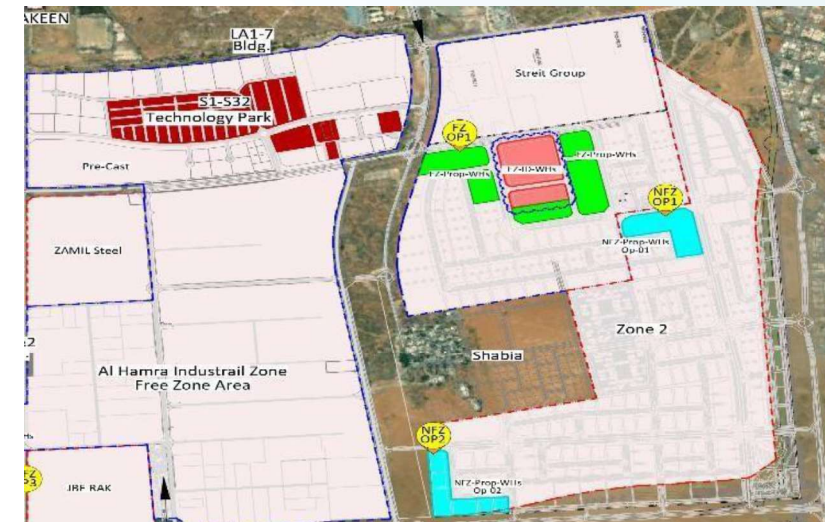 AKEEN
LA1-7
Bldg.
Streit Group
S1-S32
Technology Park
FZ
OP1
Pre-Cast
FZ-Prop-WHs
FZ-ID-WHs
FZ-Prop-WHs
NFZ
OP1
NFZ-Prop-WHs
Op-01
ZAMIL Steel
Zone 2
Shabia
Al Hamra Industrail Zone
Free Zone Area
NFZ
OP2
NFZ-Prop-WHs
Op-02
JBF RAK